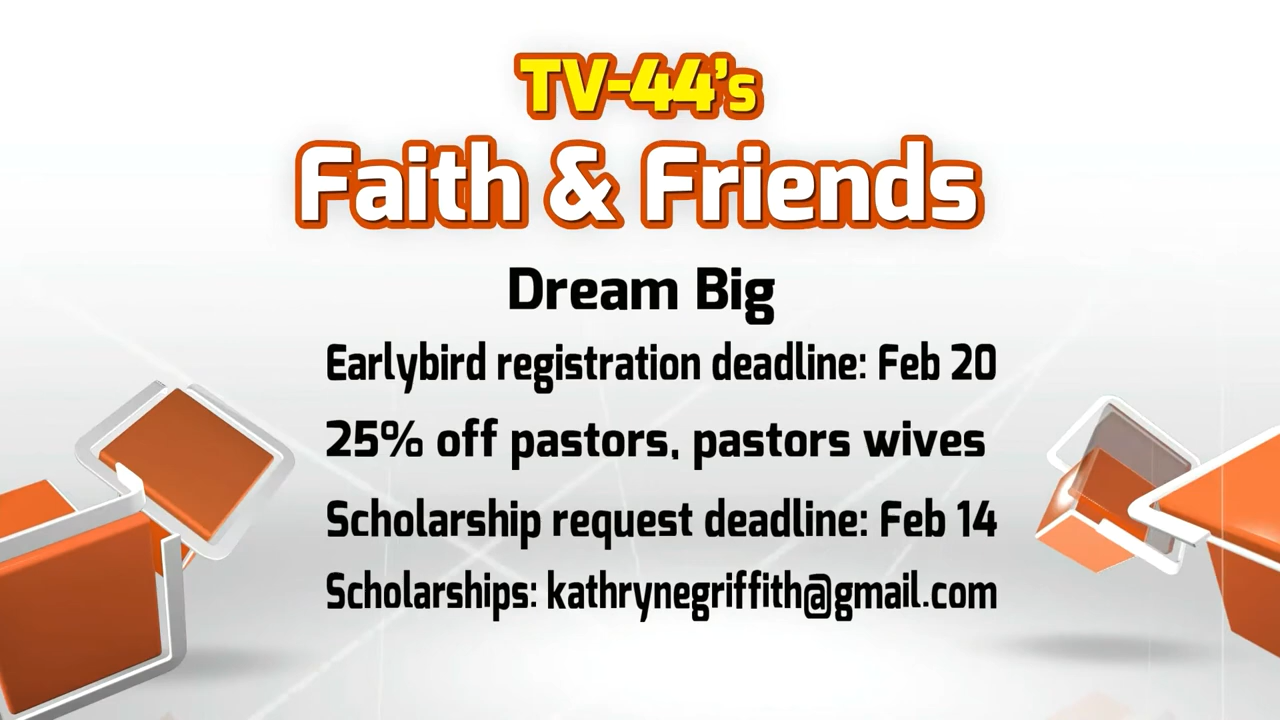 TV-44's
Faith & Friends
Dream Big
Earlybird registration deadline: Feb 20
25% off pastors, pastors wives
Scholarship request deadline: Feb 14
Scholarships: kathrynegriffith@gmail.com